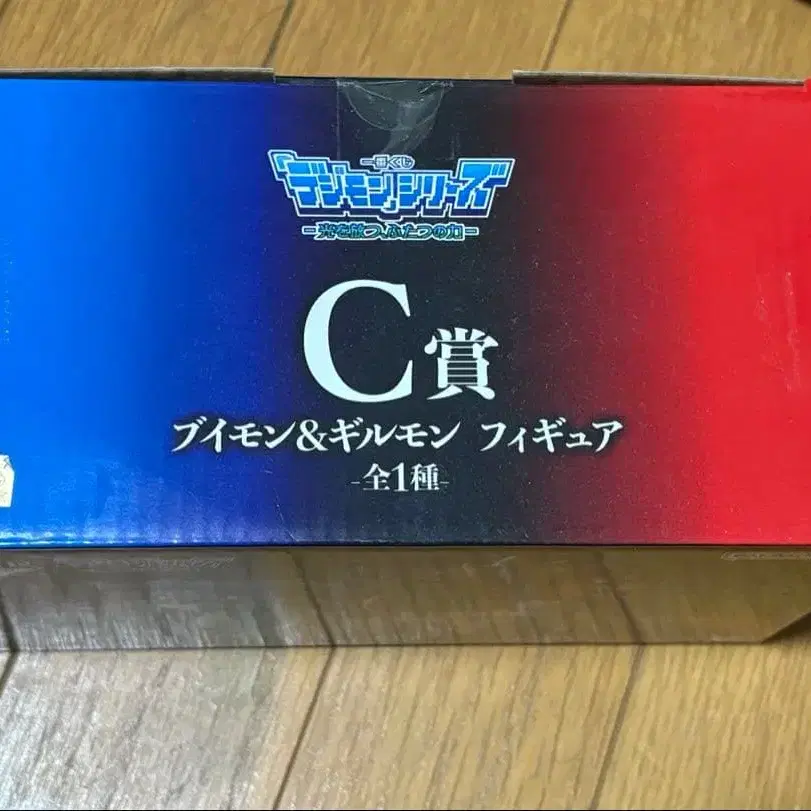 一番くじ
デジモンシリーズ
-光を放つ、ふたつの力-
C賞
ブイモン&ギルモン フィギュア
-全1種-